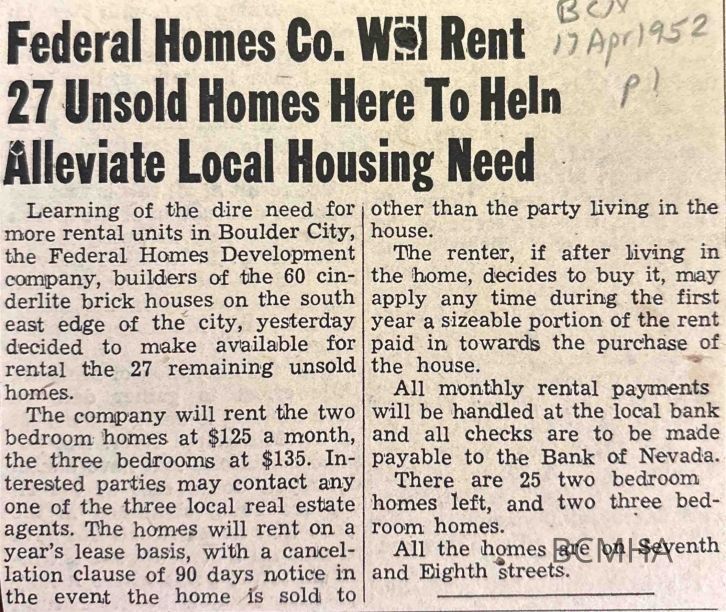 BCN
17 Apr 1952
p 1
Federal Homes Co. Will Rent
27 Unsold Homes Here To Heln
Alleviate Local Housing Need
Learning of the dire need for
more rental units in Boulder City,
the Federal Homes Development
company, builders of the 60 cin-
derlite brick houses on the south
east edge of the city, yesterday
decided to make available for
rental the 27 remaining unsold
homes.
The company will rent the two
bedroom homes at $125 a month,
the three bedrooms at $135. In-
terested parties may contact any
one of the three local real estate
agents. The homes will rent on a
year's lease basis, with a cancel-
lation clause of 90 days notice in
the event the home is sold to
other than the party living in the
house.
The renter, if after living in
the home, decides to buy it, may
apply any time during the first
year a sizeable portion of the rent
paid in towards the purchase of
the house.
All monthly rental payments
will be handled at the local bank
and all checks are to be made
payable to the Bank of Nevada.
There are 25 two bedroom
homes left, and two three bed-
room homes.
All the homes are on Seventh
and Eighth streets.
BCMHA